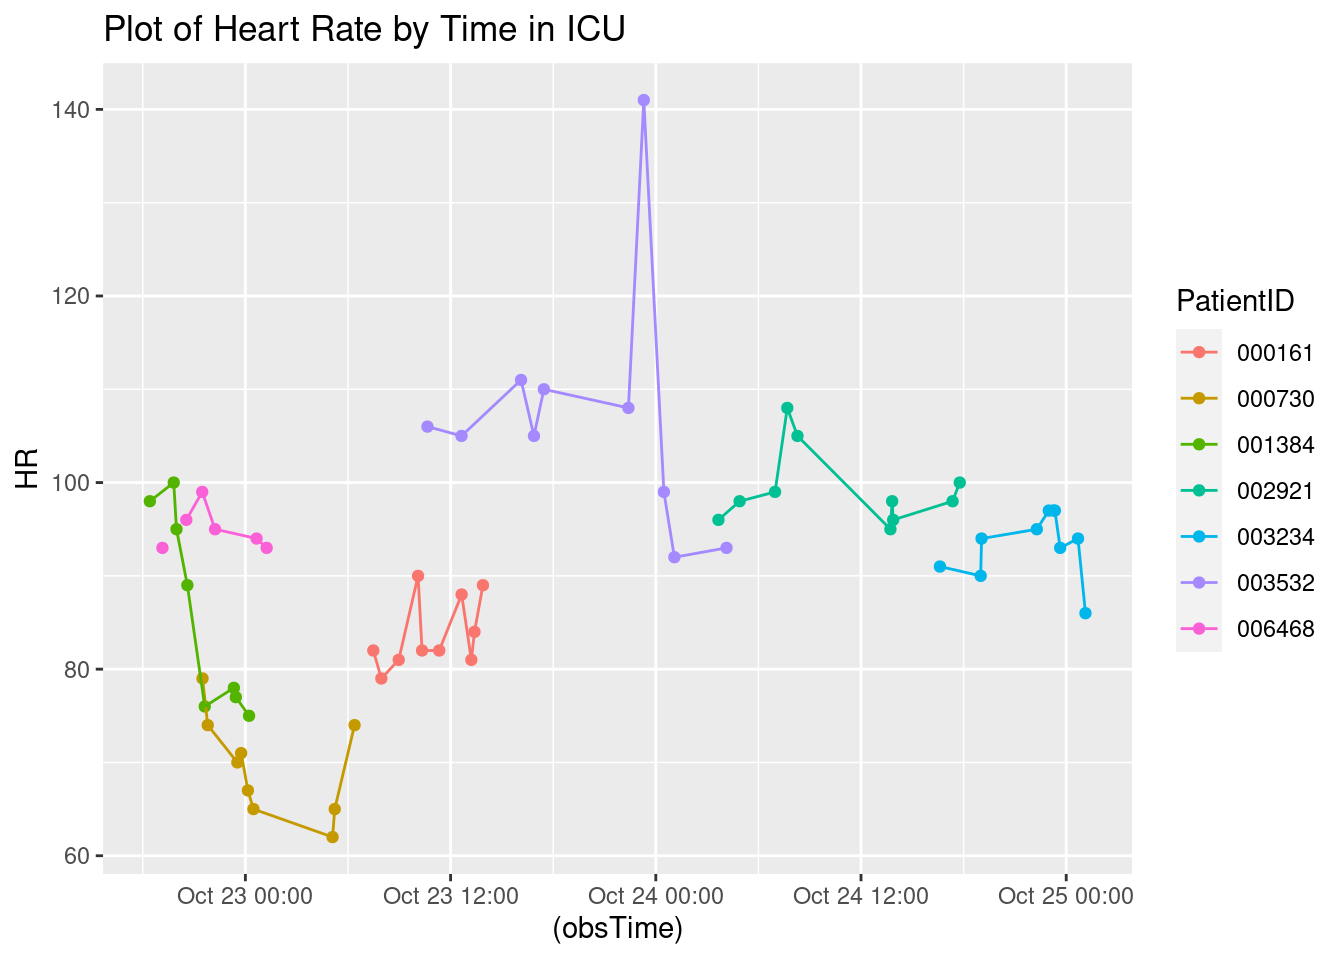 Plot of Heart Rate by Time in ICU
HR
140
120
100
80
60
Oct 23 00:00
Oct 23 12:00
Oct 24 00:00
Oct 24 12:00
Oct 25 00:00
(obsTime)
PatientID
000161
000730
001384
002921
003234
003532
006468